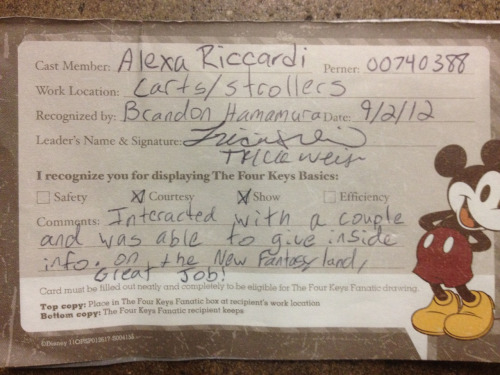 Cast Member: Alexa Riccardi Perner: 00740388
Work Location: Carts/strollers
Recognized by: Brandon Hamamura Date: 9/2/12
Leader's Name & Signature:
I recognize you for displaying The Four Keys Basics:
Safety Courtesy Show Efficiency
Comments: Interacted with a couple
and was able to give inside
info. on the New Fantasy land,
Great Job!
Card must be filled out neatly and completely to be eligible for The Four Keys Fanatic drawing.
Top copy: Place in The Four Keys Fanatic box at recipient's work location
Bottom copy: The Four Keys Fanatic recipient keeps